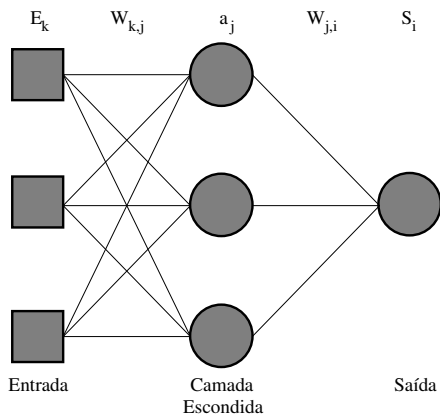 E_k W_k,j a_j W_j,i S_i
Entrada Camada Saída
Escondida